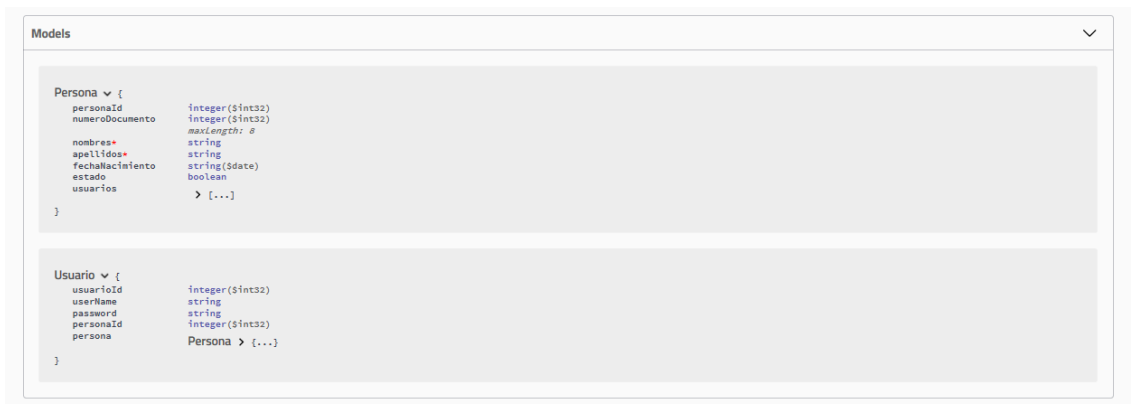 Models
Persona {
personaId integer($int32)
numeroDocumento integer($int32)
maxLength: 8
nombres* string
apellidos* string
fechaNacimiento string($date)
estado boolean
usuarios > [...]
}
Usuario {
usuarioId integer($int32)
userName string
password string
personaId integer($int32)
persona Persona > {...}
}